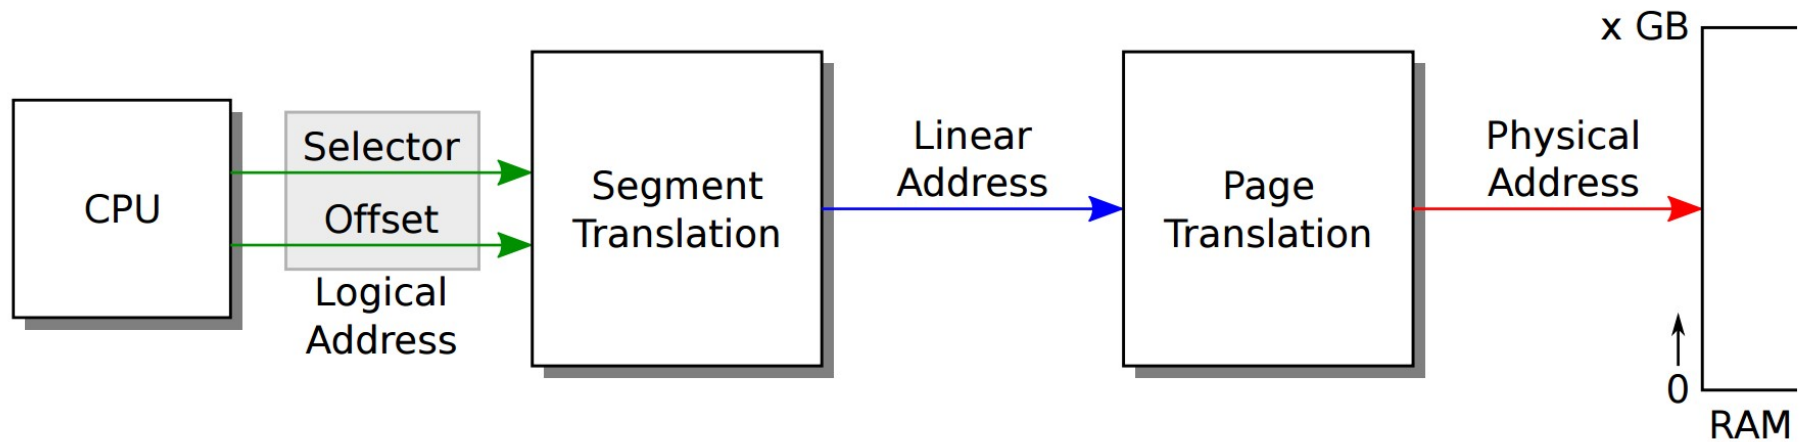 CPU
Selector
Offset
Logical
Address
Segment
Translation
Linear
Address
Page
Translation
Physical
Address
x GB
0
RAM